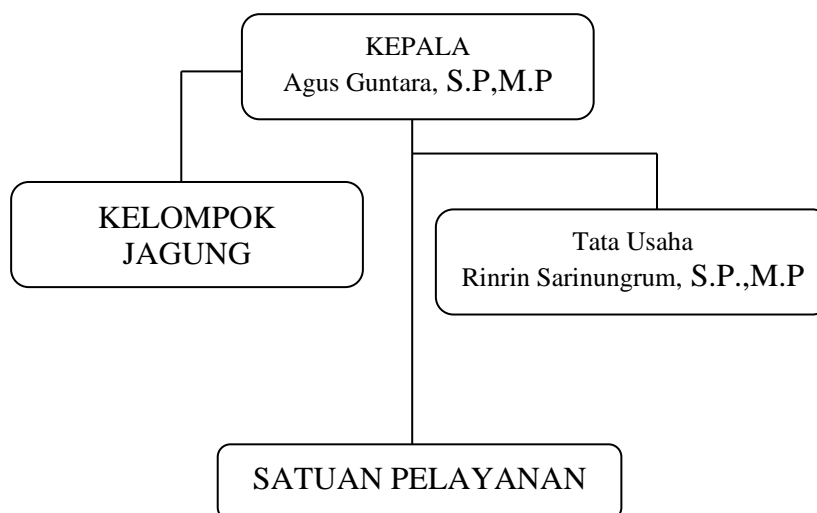 KEPALA
Agus Guntara, S.P,M.P
KELOMPOK
JAGUNG
Tata Usaha
Rinrin Sarinungrum, S.P.,M.P
SATUAN PELAYANAN